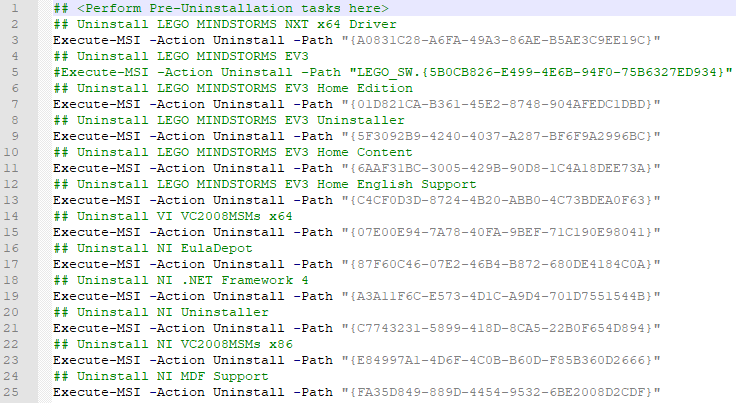 1 ## <Perform Pre-Uninstallation tasks here>
2 ## Uninstall LEGO MINDSTORMS NXT x64 Driver
3 Execute-MSI -Action Uninstall -Path "{A0831C28-A6FA-49A3-86AE-B5AE3C9EE19C}"
4 ## Uninstall LEGO MINDSTORMS EV3
5 #Execute-MSI -Action Uninstall -Path "LEGO_SW.{5B0CB826-E499-4E6B-94F0-75B6327ED934}"
6 ## Uninstall LEGO MINDSTORMS EV3 Home Edition
7 Execute-MSI -Action Uninstall -Path "{01D821CA-B361-45E2-8748-904AFEDC1DBD}"
8 ## Uninstall LEGO MINDSTORMS EV3 Uninstaller
9 Execute-MSI -Action Uninstall -Path "{5F3092B9-4240-4037-A287-BF6F9A2996BC}"
10 ## Uninstall LEGO MINDSTORMS EV3 Home Content
11 Execute-MSI -Action Uninstall -Path "{6AAF31BC-3005-429B-90D8-1C4A18DEE73A}"
12 ## Uninstall LEGO MINDSTORMS EV3 Home English Support
13 Execute-MSI -Action Uninstall -Path "{C4CF0D3D-8724-4B20-ABB0-4C73BDEA0F63}"
14 ## Uninstall VI VC2008MSMs x64
15 Execute-MSI -Action Uninstall -Path "{07E00E94-7A78-40FA-9BEF-71C190E98041}"
16 ## Uninstall NI EulaDepot
17 Execute-MSI -Action Uninstall -Path "{87F60C46-07E2-46B4-B872-680DE4184C0A}"
18 ## Uninstall NI .NET Framework 4
19 Execute-MSI -Action Uninstall -Path "{A3A11F6C-E573-4D1C-A9D4-701D7551544B}"
20 ## Uninstall NI Uninstaller
21 Execute-MSI -Action Uninstall -Path "{C7743231-5899-418D-8CA5-22B0F654D894}"
22 ## Uninstall NI VC2008MSMs x86
23 Execute-MSI -Action Uninstall -Path "{E84997A1-4D6F-4C0B-B60D-F85B360D2666}"
24 ## Uninstall NI MDF Support
25 Execute-MSI -Action Uninstall -Path "{FA35D849-889D-4454-9532-6BE2008D2CDF}"